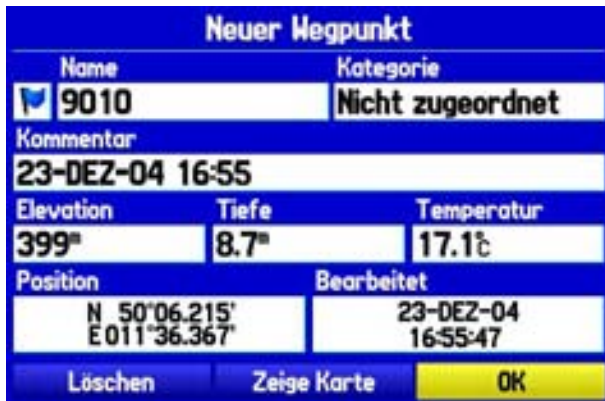 Neuer Wegpunkt
Name Kategorie
9010 Nicht zugeordnet
Kommentar
23-DEZ-04 16:55
Elevation Tiefe Temperatur
399m 8.7m 17.1°C
Position Bearbeitet
N 50°06.215' 23-DEZ-04
E011°36.367' 16:55:47
Löschen Zeige Karte OK